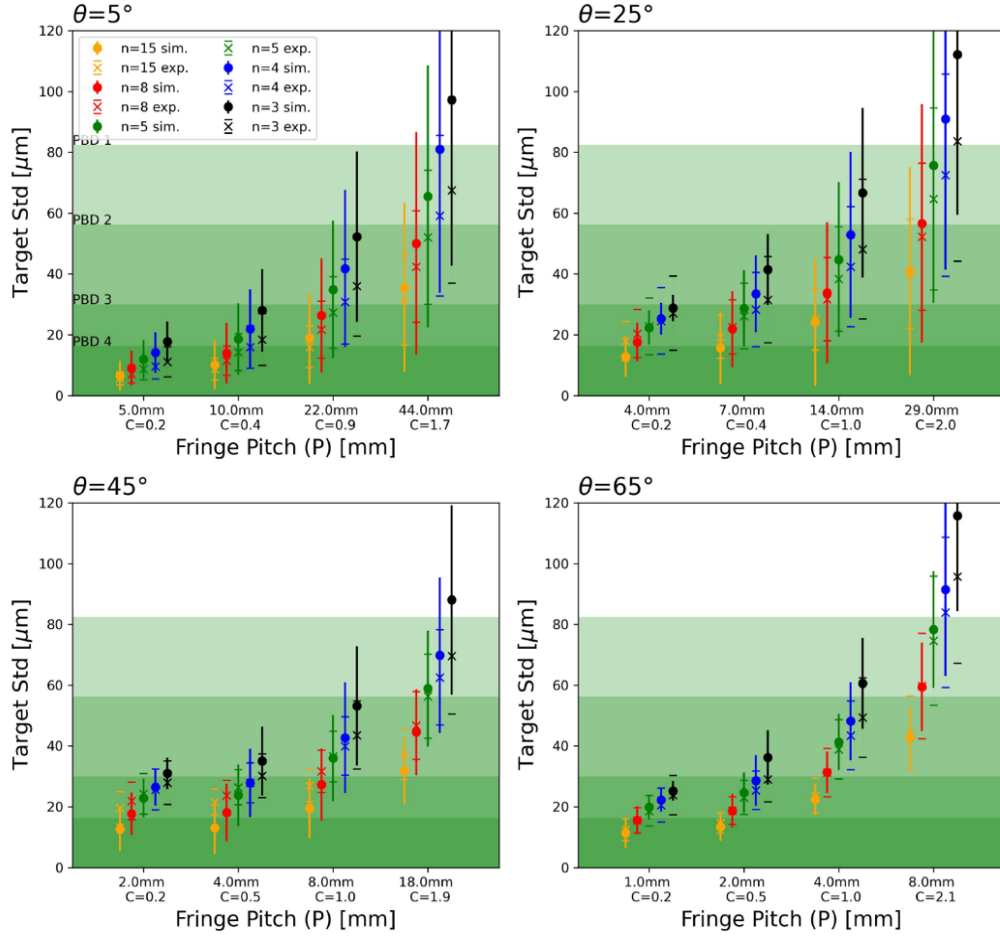 θ=5°
120
100
80
60
40
20
0
Target Std [μm]
n=15 sim.
n=15 exp.
n=8 sim.
n=8 exp.
n=5 sim.
n=5 exp.
n=4 sim.
n=4 exp.
n=3 sim.
n=3 exp.
PBD 1
PBD 2
PBD 3
PBD 4
5.0mm 10.0mm 22.0mm 44.0mm
C=0.2 C=0.4 C=0.9 C=1.7
Fringe Pitch (P) [mm]
θ=25°
120
100
80
60
40
20
0
Target Std [μm]
4.0mm 7.0mm 14.0mm 29.0mm
C=0.2 C=0.4 C=1.0 C=2.0
Fringe Pitch (P) [mm]
θ=45°
120
100
80
60
40
20
0
Target Std [μm]
2.0mm 4.0mm 8.0mm 18.0mm
C=0.2 C=0.5 C=1.0 C=1.9
Fringe Pitch (P) [mm]
θ=65°
120
100
80
60
40
20
0
Target Std [μm]
1.0mm 2.0mm 4.0mm 8.0mm
C=0.2 C=0.5 C=1.0 C=2.1
Fringe Pitch (P) [mm]